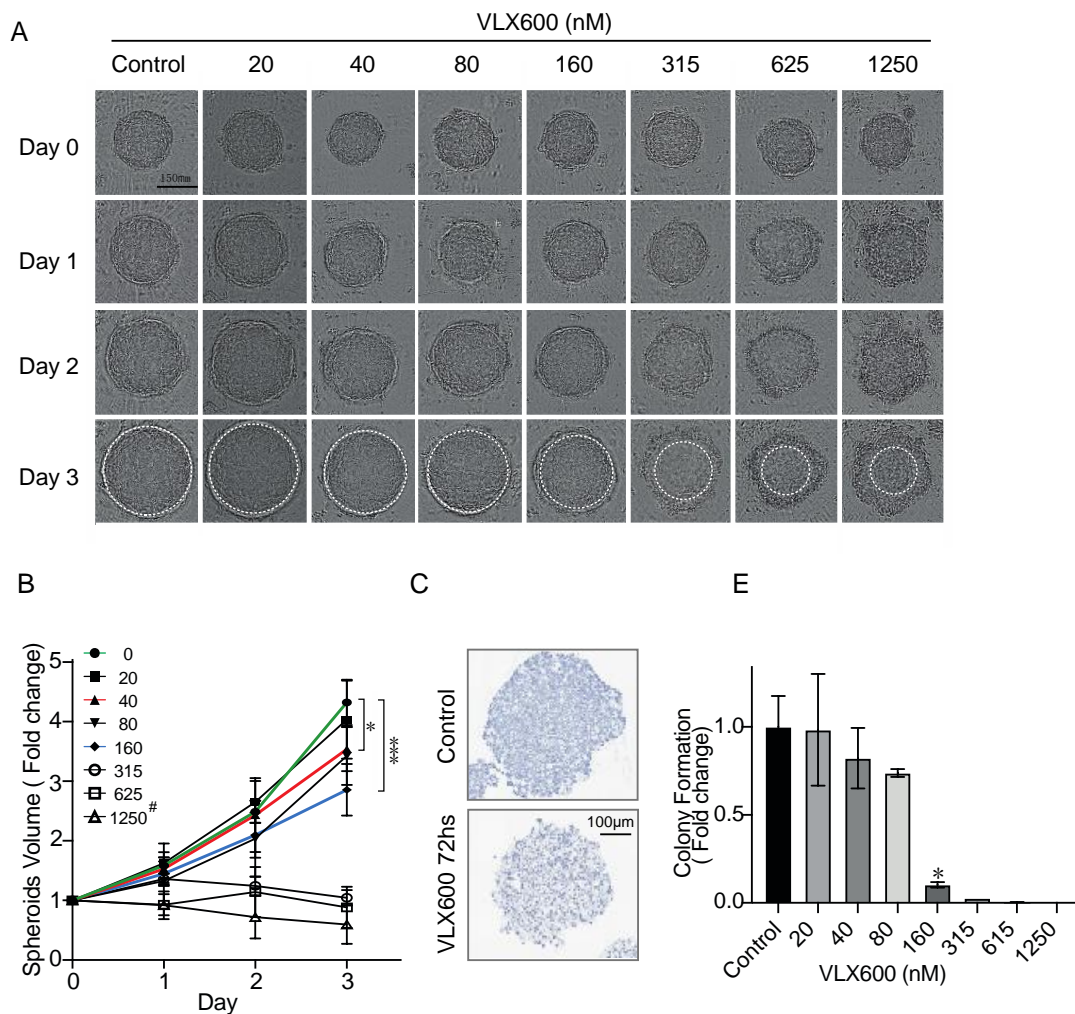 A
VLX600 (nM)
Control 20 40 80 160 315 625 1250
Day 0
150mm
Day 1
Day 2
Day 3
B
Spheroids Volume ( Fold change)
5
4
3
2
1
0
0
20
40
80
160
315
625
1250#
*
***
0 1 2 3
Day
C
Control
VLX600 72hs
100μm
E
Colony Formation
( Fold change)
1.0
0.5
0.0
*
Control 20 40 80 160 315 615 1250
VLX600 (nM)